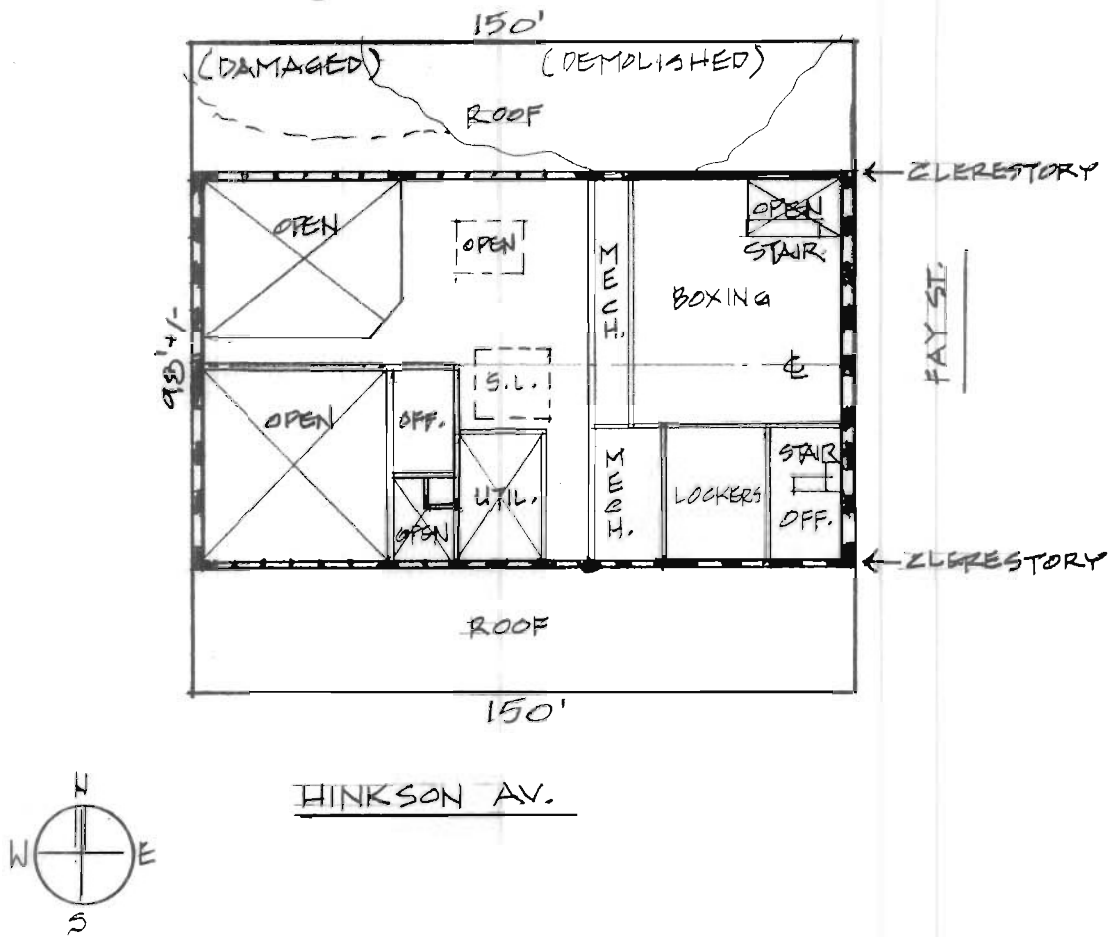 150'
(DAMAGED) (DEMOLISHED)
ROOF
CLERESTORY
OPEN
OPEN
OPEN
STAIR
MECH.
BOXING
FAY ST.
98'+/-
℄
S.L.
OPEN
OFF.
OPEN
UTIL.
MECH.
LOCKERS
STAIR
OFF.
CLERESTORY
ROOF
150'
HINKSON AV.
N
W E
S